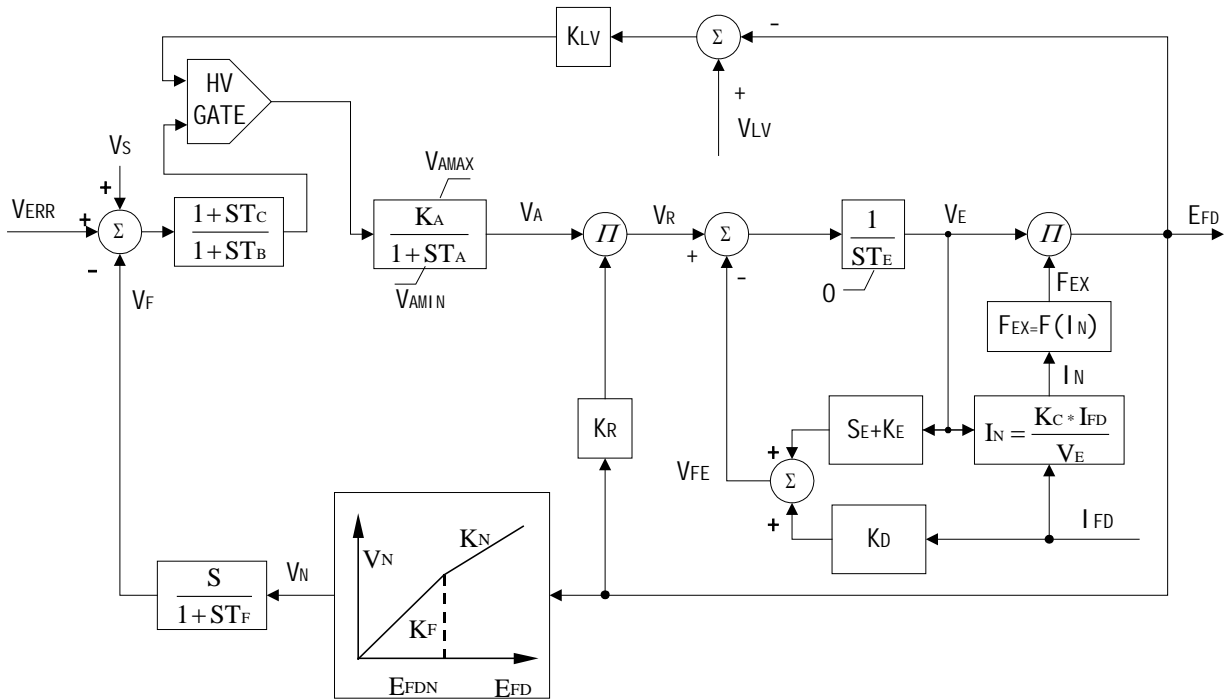 KLV
Σ
-
+
VLV
HV
GATE
VS
+
VERR
+
Σ
-
VF
1+STC
1+STB
VAMAX
KA
1+STA
VAMIN
VA
Π
VR
+
Σ
-
1
STE
0
VE
Π
EFD
FEX
FEX=F(IN)
IN
IN = KC * IFD
VE
SE+KE
KR
+
Σ
+
VFE
KD
IFD
S
1+STF
VN
VN
KN
KF
EFDN
EFD